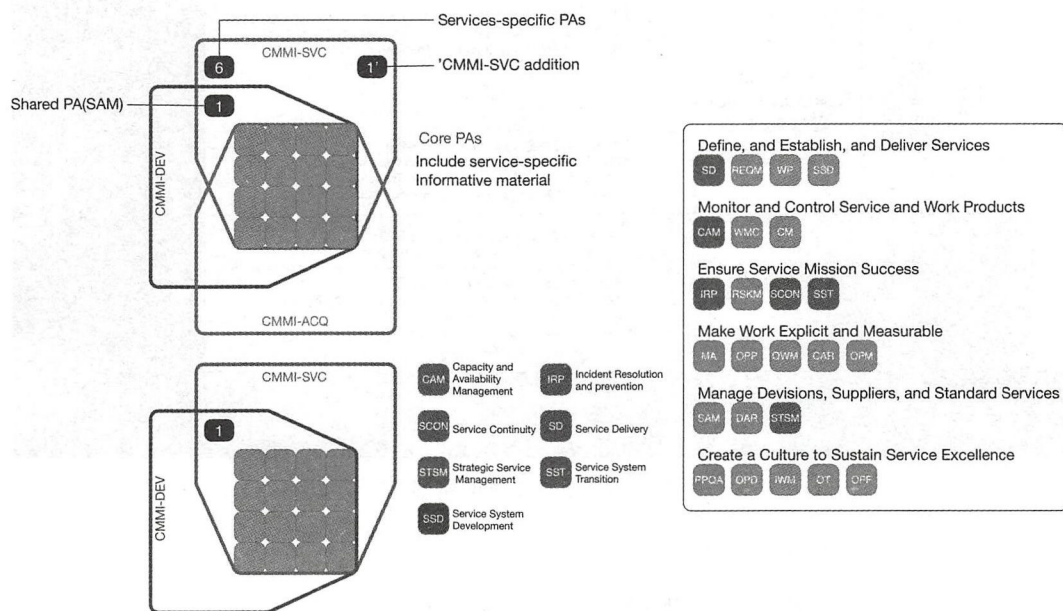 Services-specific PAs
CMMI-SVC
6
1'
'CMMI-SVC addition
Shared PA(SAM)
1
Core PAs
Include service-specific
Informative material
CMMI-DEV
CMMI-ACQ
CMMI-SVC
1
CMMI-DEV
CAM
Capacity and
Availability
Management
IRP
Incident Resolution
and prevention
SCON
Service Continuity
SD
Service Delivery
STSM
Strategic Service
Management
SST
Service System
Transition
SSD
Service System
Development
Define, and Establish, and Deliver Services
SD REQM WP SSD
Monitor and Control Service and Work Products
CAM WMC CM
Ensure Service Mission Success
IRP RSKM SCON SST
Make Work Explicit and Measurable
MA OPP QWM CAR OPM
Manage Devisions, Suppliers, and Standard Services
SAM DAR STSM
Create a Culture to Sustain Service Excellence
PPQA OPD IWM OT OPF